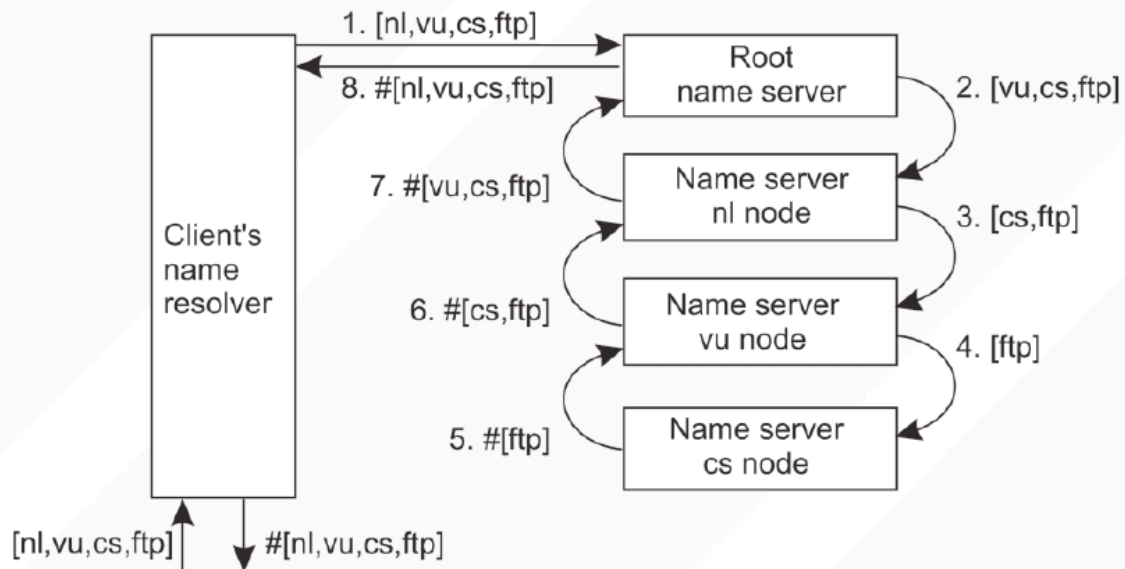 1. [nl,vu,cs,ftp]
8. #[nl,vu,cs,ftp]
Root
name server
2. [vu,cs,ftp]
7. #[vu,cs,ftp]
Name server
nl node
3. [cs,ftp]
Client's
name
resolver
6. #[cs,ftp]
Name server
vu node
4. [ftp]
5. #[ftp]
Name server
cs node
[nl,vu,cs,ftp]
#[nl,vu,cs,ftp]